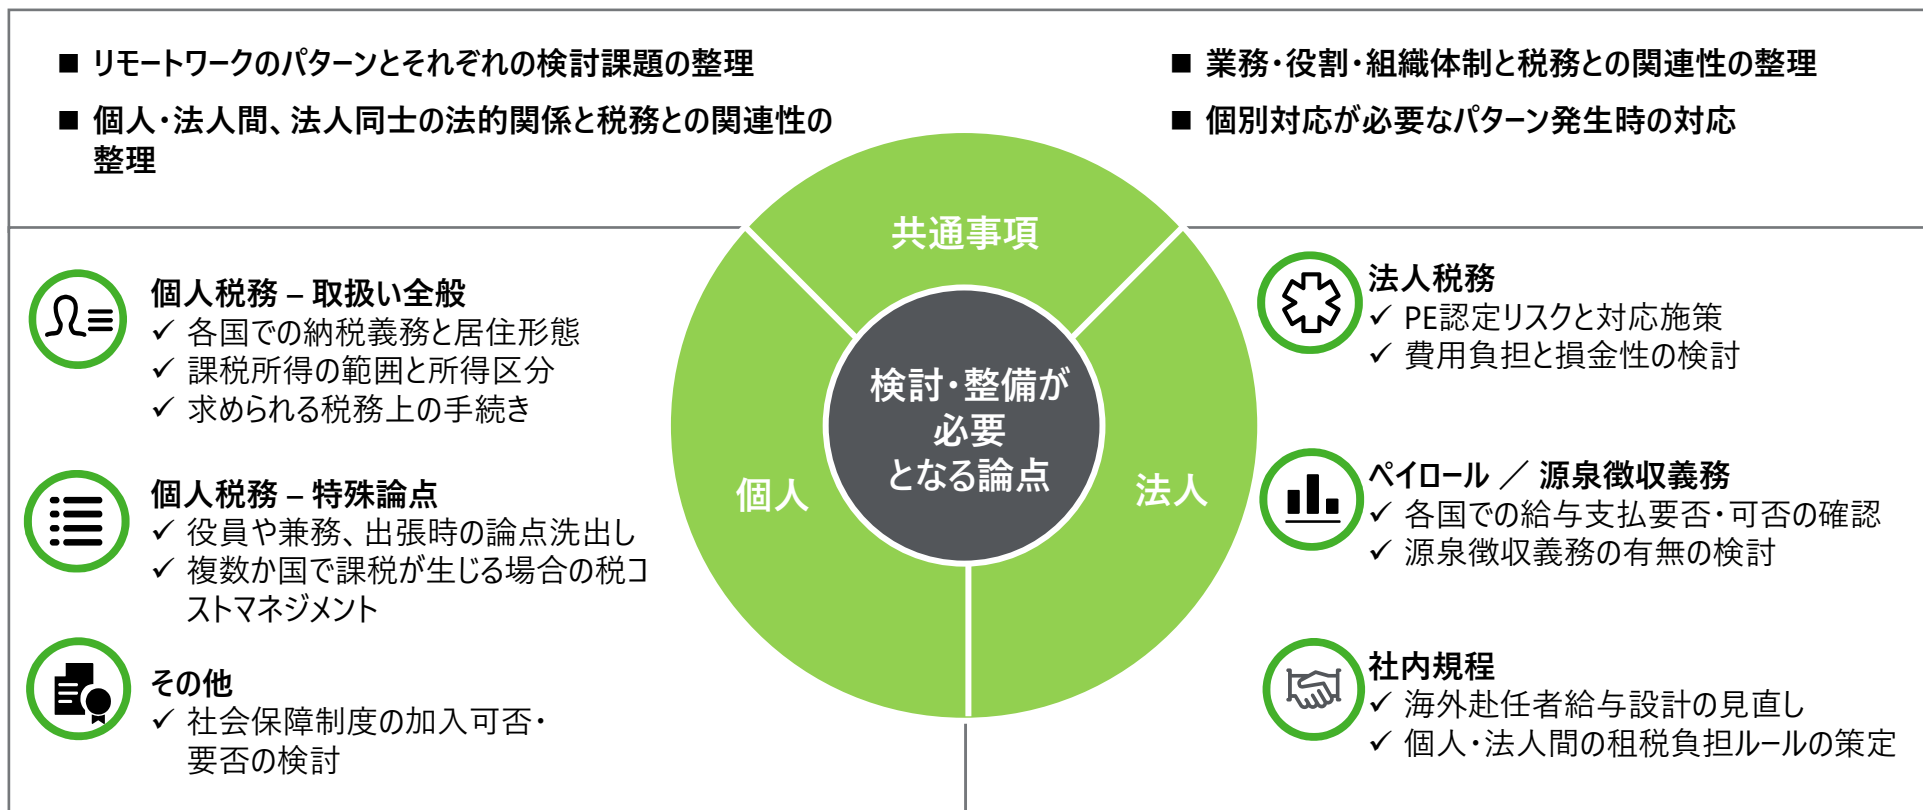 ■ リモートワークのパターンとそれぞれの検討課題の整理
■ 個人・法人間、法人同士の法的関係と税務との関連性の
整理
■ 業務・役割・組織体制と税務との関連性の整理
■ 個別対応が必要なパターン発生時の対応
共通事項
検討・整備が
必要
となる論点
個人
法人
個人税務 – 取扱い全般
✓ 各国での納税義務と居住形態
✓ 課税所得の範囲と所得区分
✓ 求められる税務上の手続き
個人税務 – 特殊論点
✓ 役員や兼務、出張時の論点洗出し
✓ 複数か国で課税が生じる場合の税コ
ストマネジメント
その他
✓ 社会保障制度の加入可否・
要否の検討
法人税務
✓ PE認定リスクと対応施策
✓ 費用負担と損金性の検討
ペイロール ／ 源泉徴収義務
✓ 各国での給与支払要否・可否の確認
✓ 源泉徴収義務の有無の検討
社内規程
✓ 海外赴任者給与設計の見直し
✓ 個人・法人間の租税負担ルールの策定